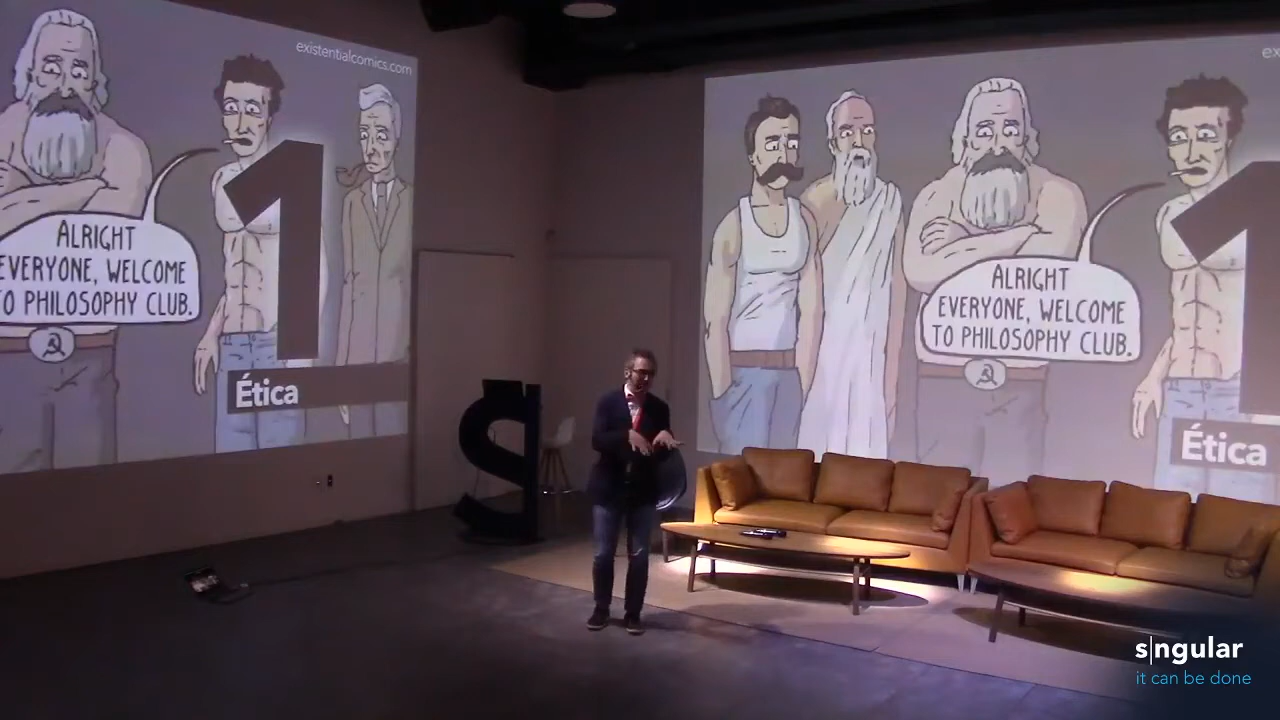 existentialcomics.com
ALRIGHT
EVERYONE, WELCOME
TO PHILOSOPHY CLUB.
1
Ética
ex
ALRIGHT
EVERYONE, WELCOME
TO PHILOSOPHY CLUB.
1
Ética
s|ngular
it can be done